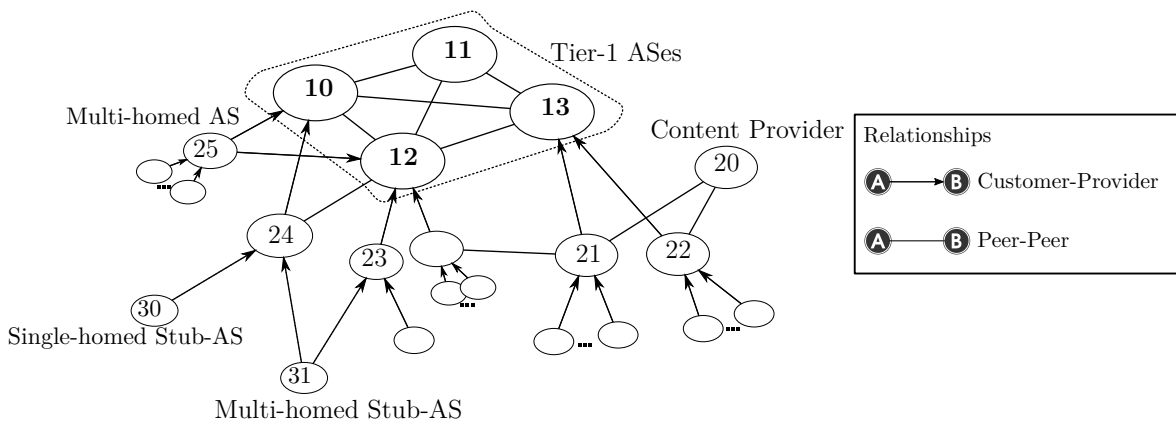 11
Tier-1 ASes
10
13
Multi-homed AS
Content Provider
25
12
20
Relationships
A B Customer-Provider
A B Peer-Peer
24
23
21
22
30
Single-homed Stub-AS
31
Multi-homed Stub-AS